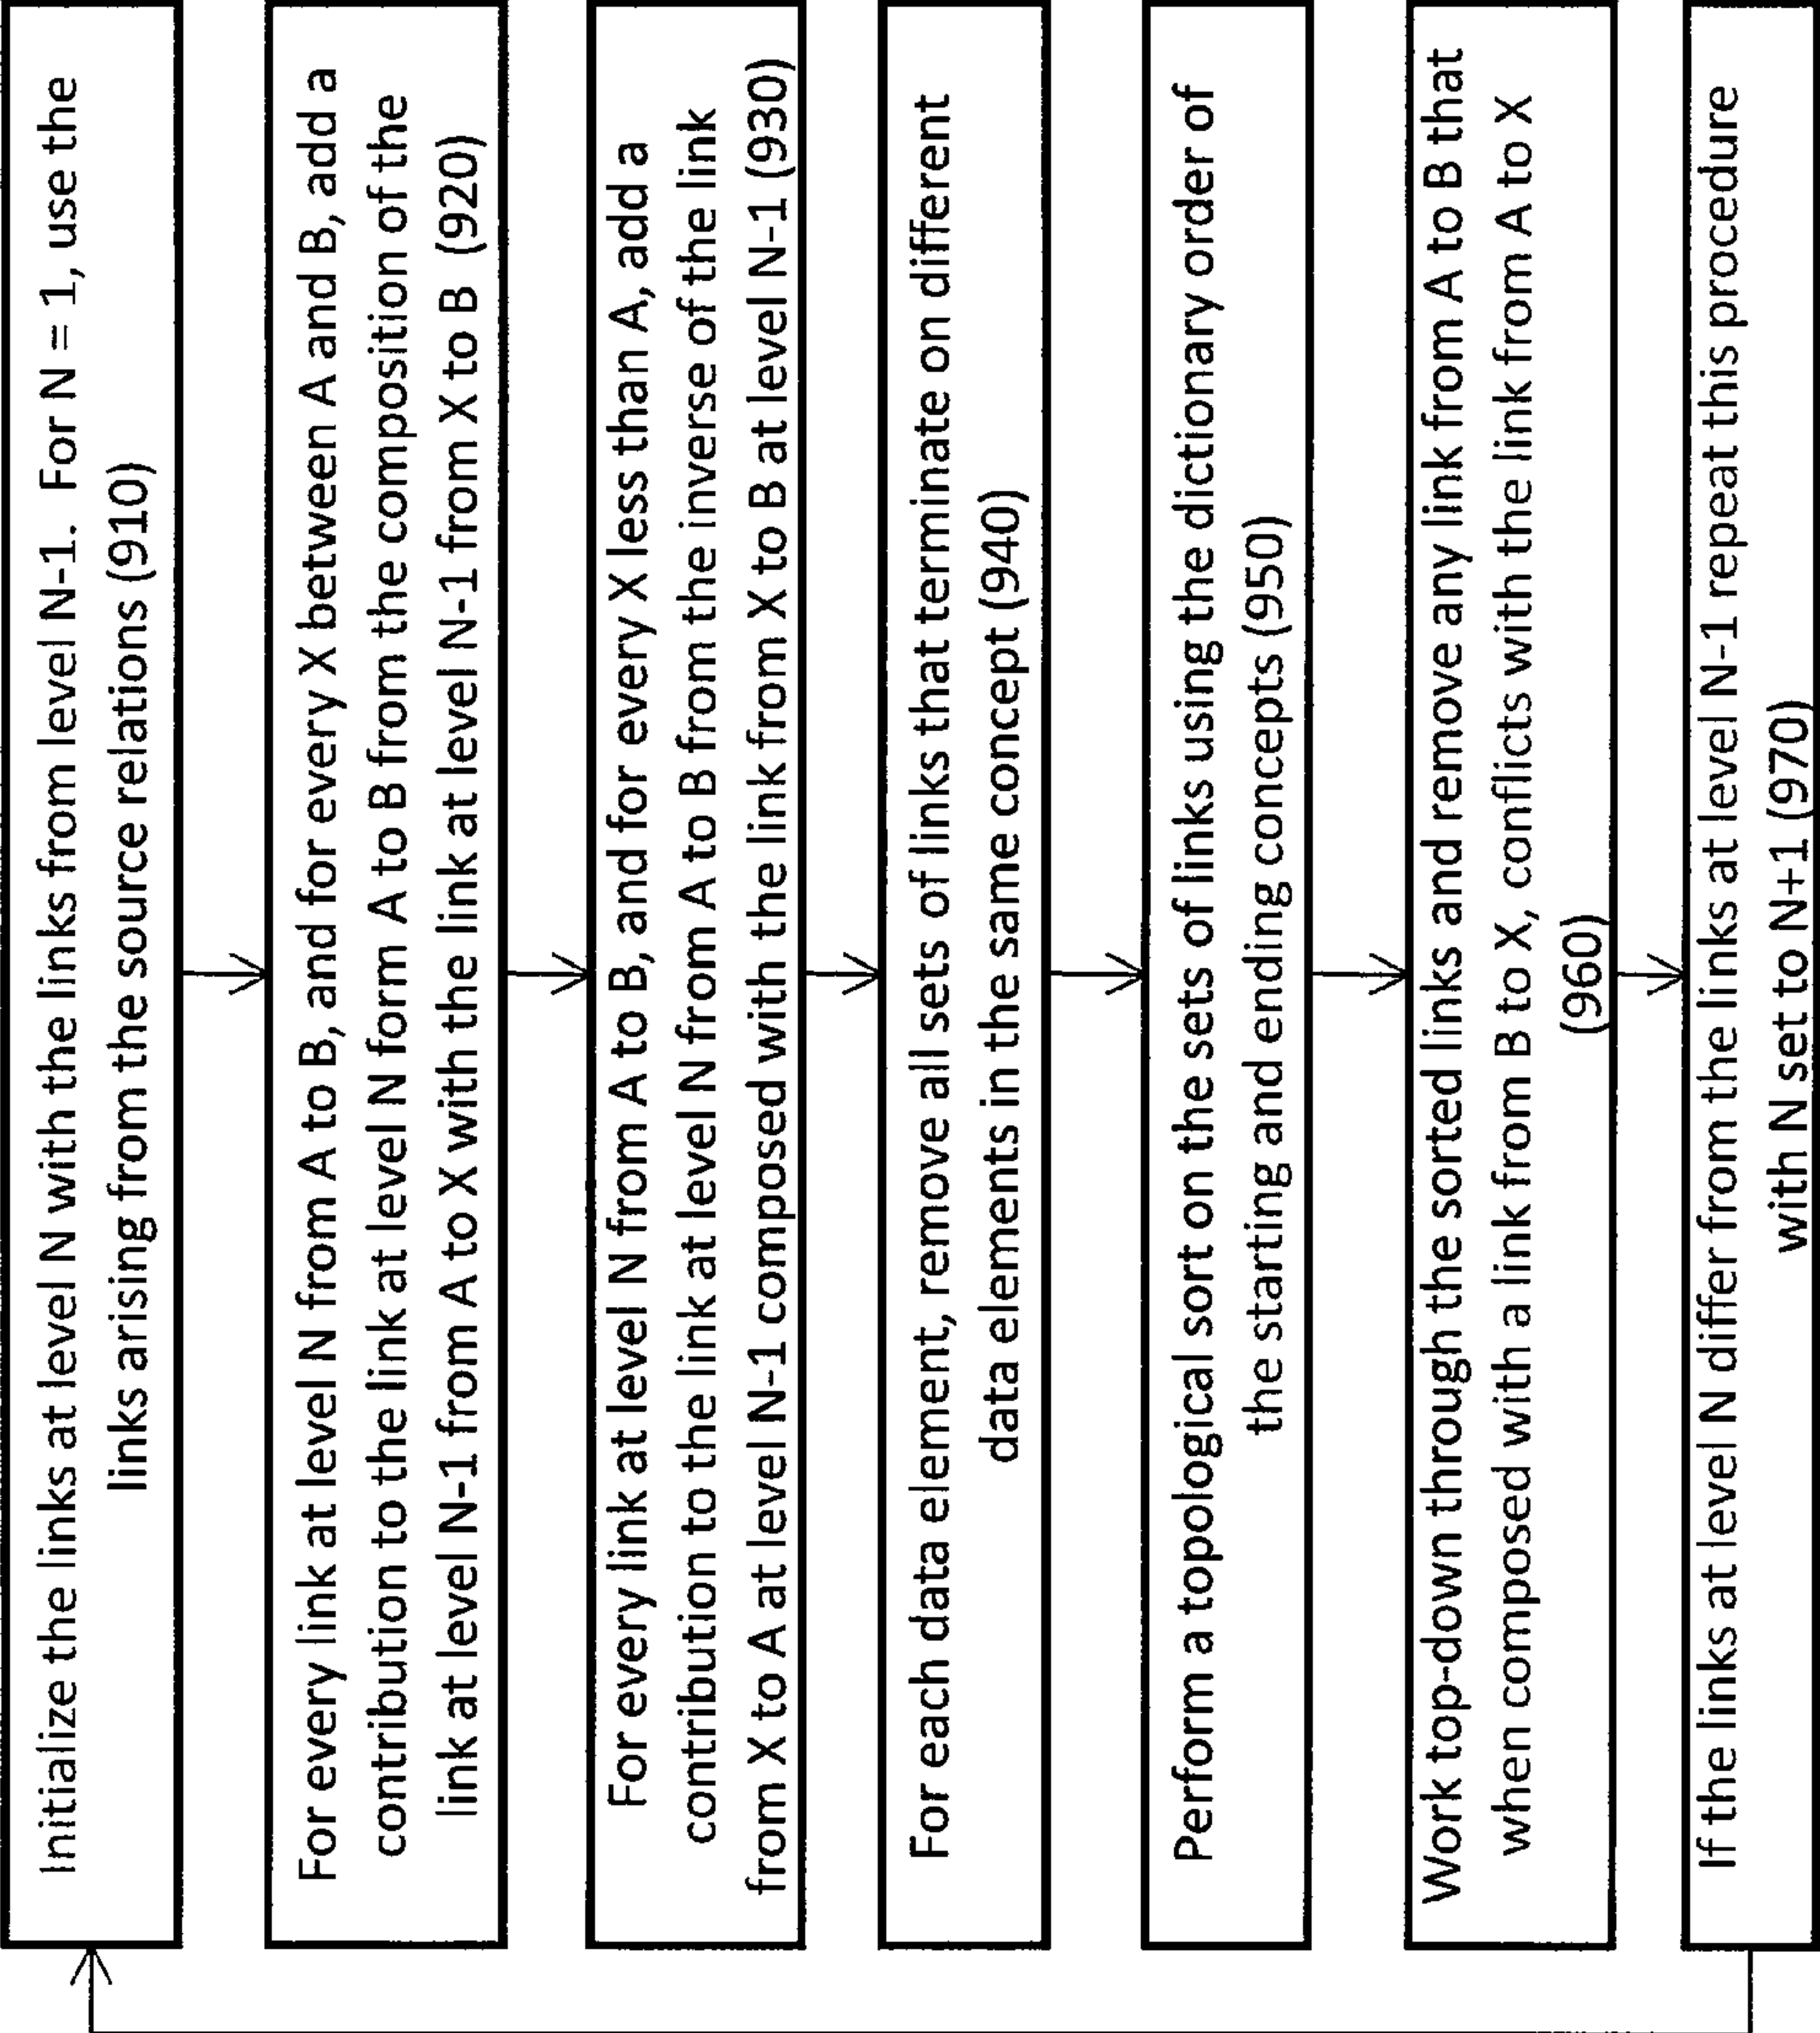 Initialize the links at level N with the links from level N-1. For N = 1, use the
links arising from the source relations (910)
For every link at level N from A to B, and for every X between A and B, add a
contribution to the link at level N form A to B from the composition of the
link at level N-1 from A to X with the link at level N-1 from X to B (920)
For every link at level N from A to B, and for every X less than A, add a
contribution to the link at level N from A to B from the inverse of the link
from X to A at level N-1 composed with the link from X to B at level N-1 (930)
For each data element, remove all sets of links that terminate on different
data elements in the same concept (940)
Perform a topological sort on the sets of links using the dictionary order of
the starting and ending concepts (950)
Work top-down through the sorted links and remove any link from A to B that
when composed with a link from B to X, conflicts with the link from A to X
(960)
If the links at level N differ from the links at level N-1 repeat this procedure
with N set to N+1 (970)